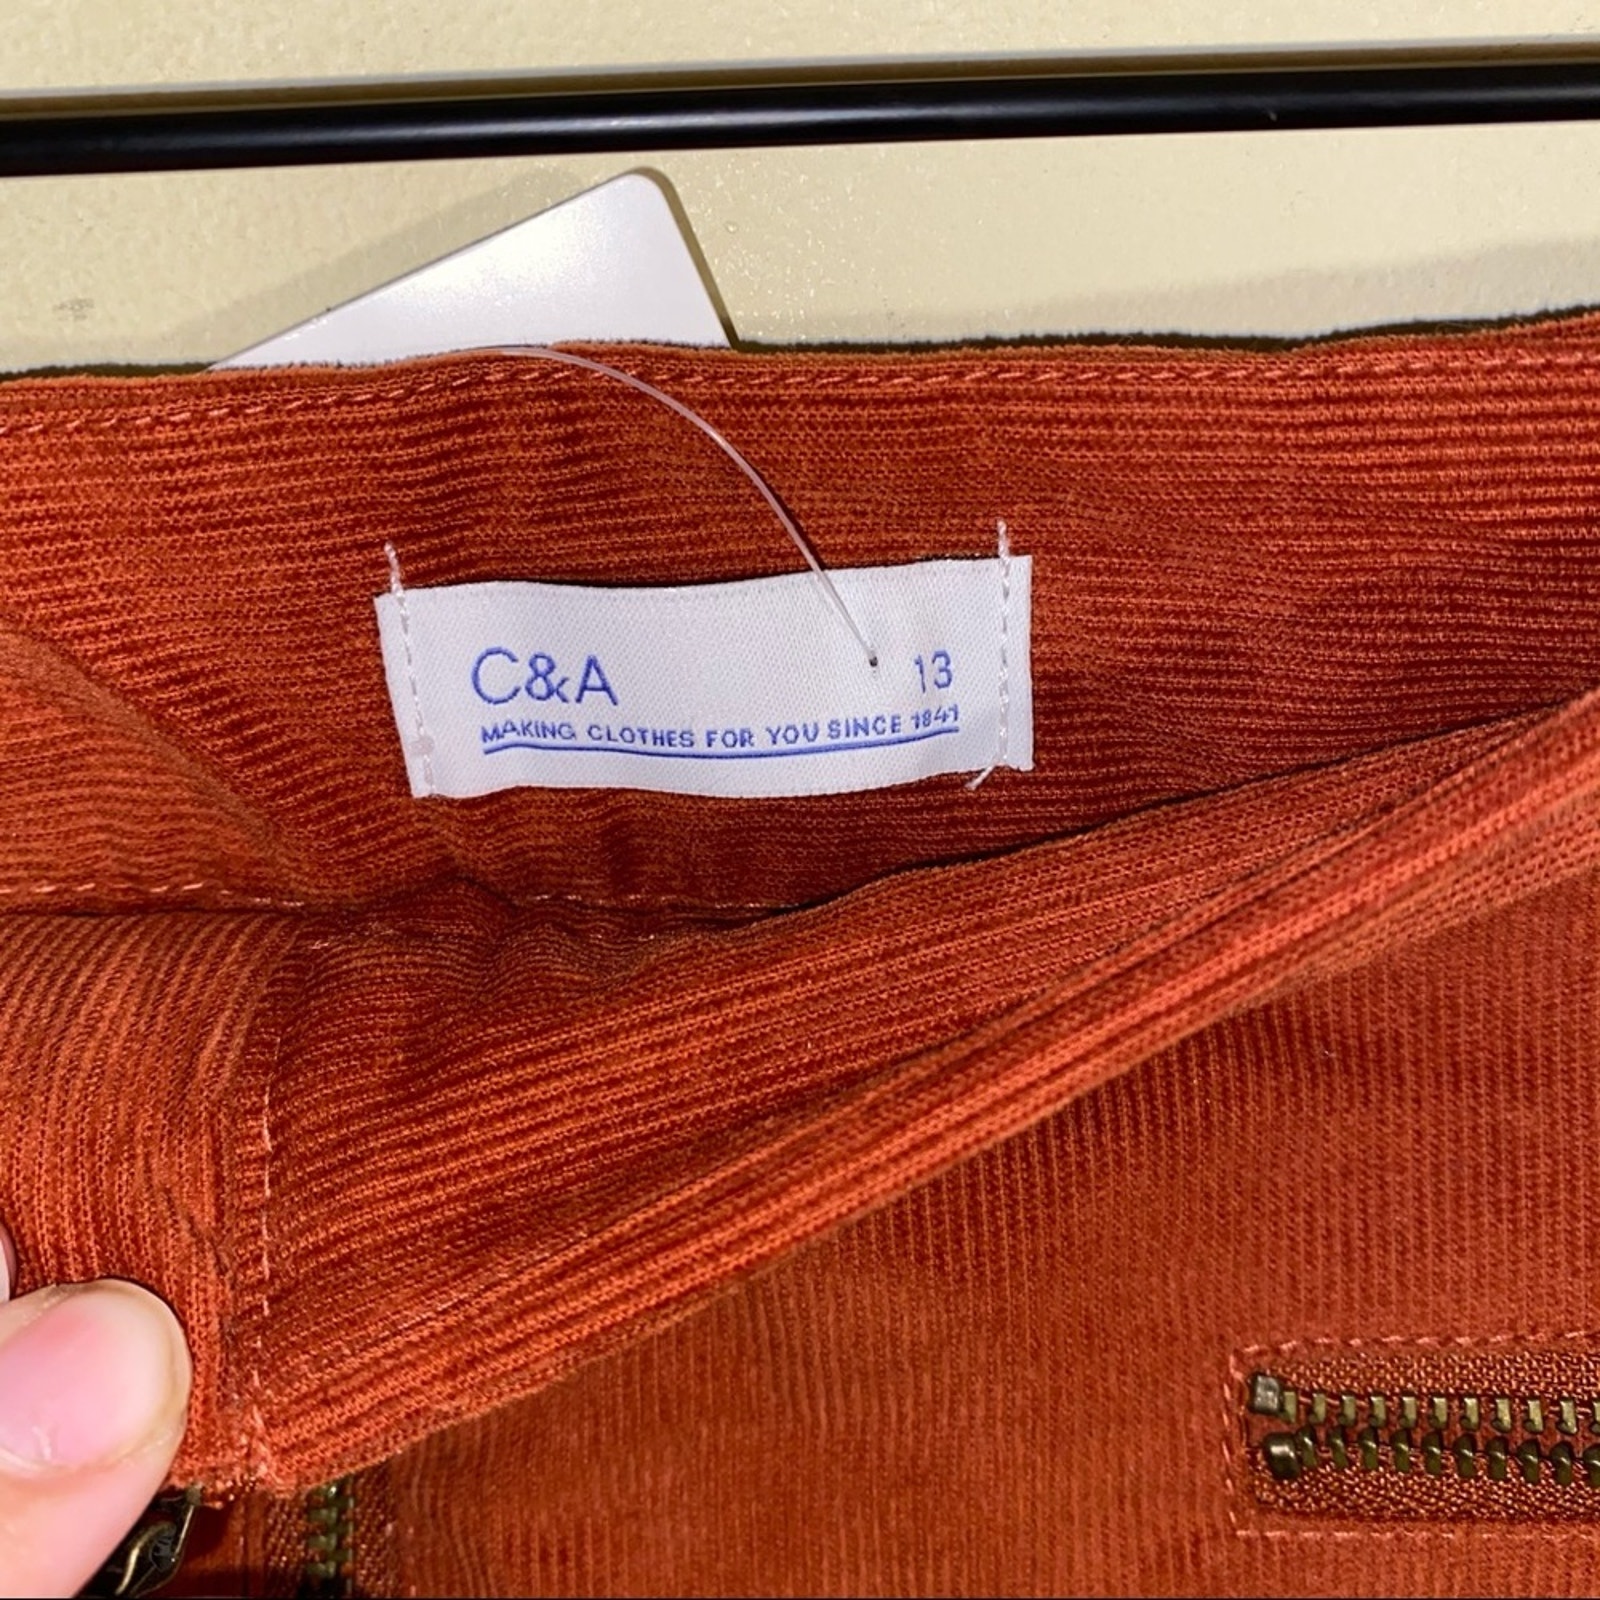 C&A 13
MAKING CLOTHES FOR YOU SINCE 1841